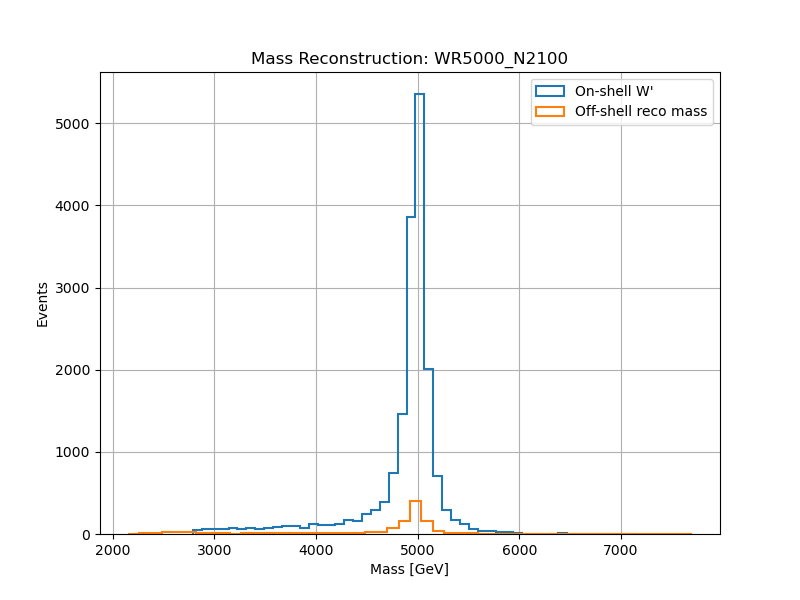 Mass Reconstruction: WR5000_N2100
On-shell W'
Off-shell reco mass
5000
4000
3000
2000
1000
0
Events
2000 3000 4000 5000 6000 7000
Mass [GeV]